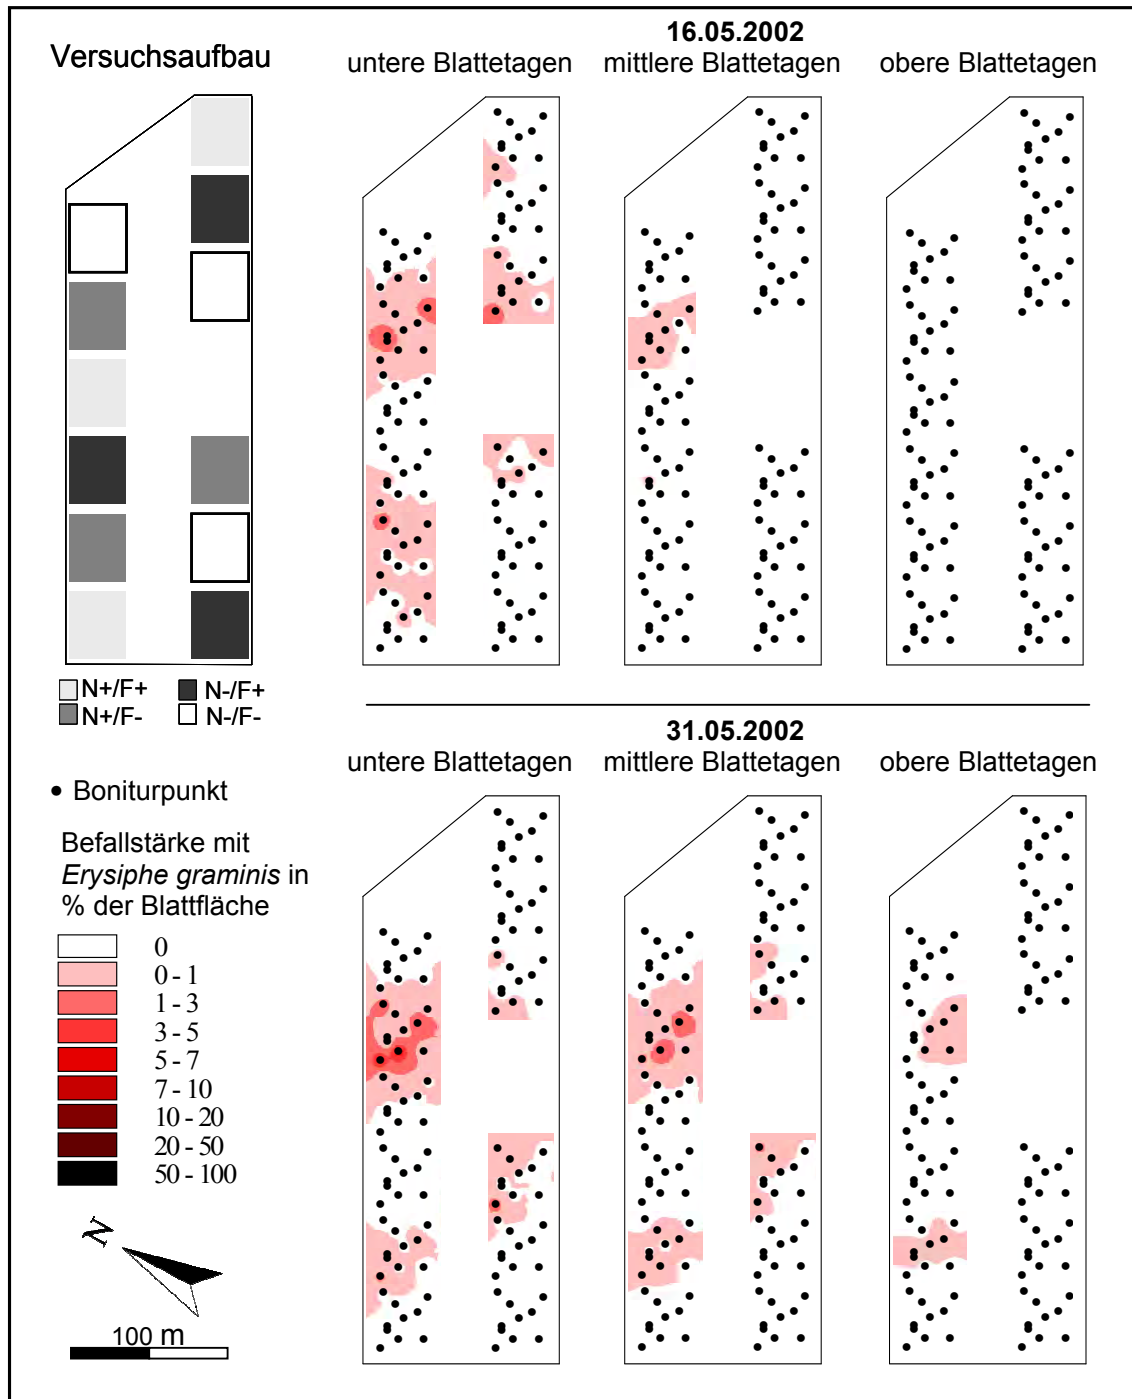 Versuchsaufbau
16.05.2002
untere Blattetagen
mittlere Blattetagen
obere Blattetagen
N+/F+
N-/F+
N+/F-
N-/F-
31.05.2002
untere Blattetagen
mittlere Blattetagen
obere Blattetagen
Boniturpunkt
Befallstärke mit
Erysiphe graminis in
% der Blattfläche
0
0 - 1
1 - 3
3 - 5
5 - 7
7 - 10
10 - 20
20 - 50
50 - 100
N
100 m